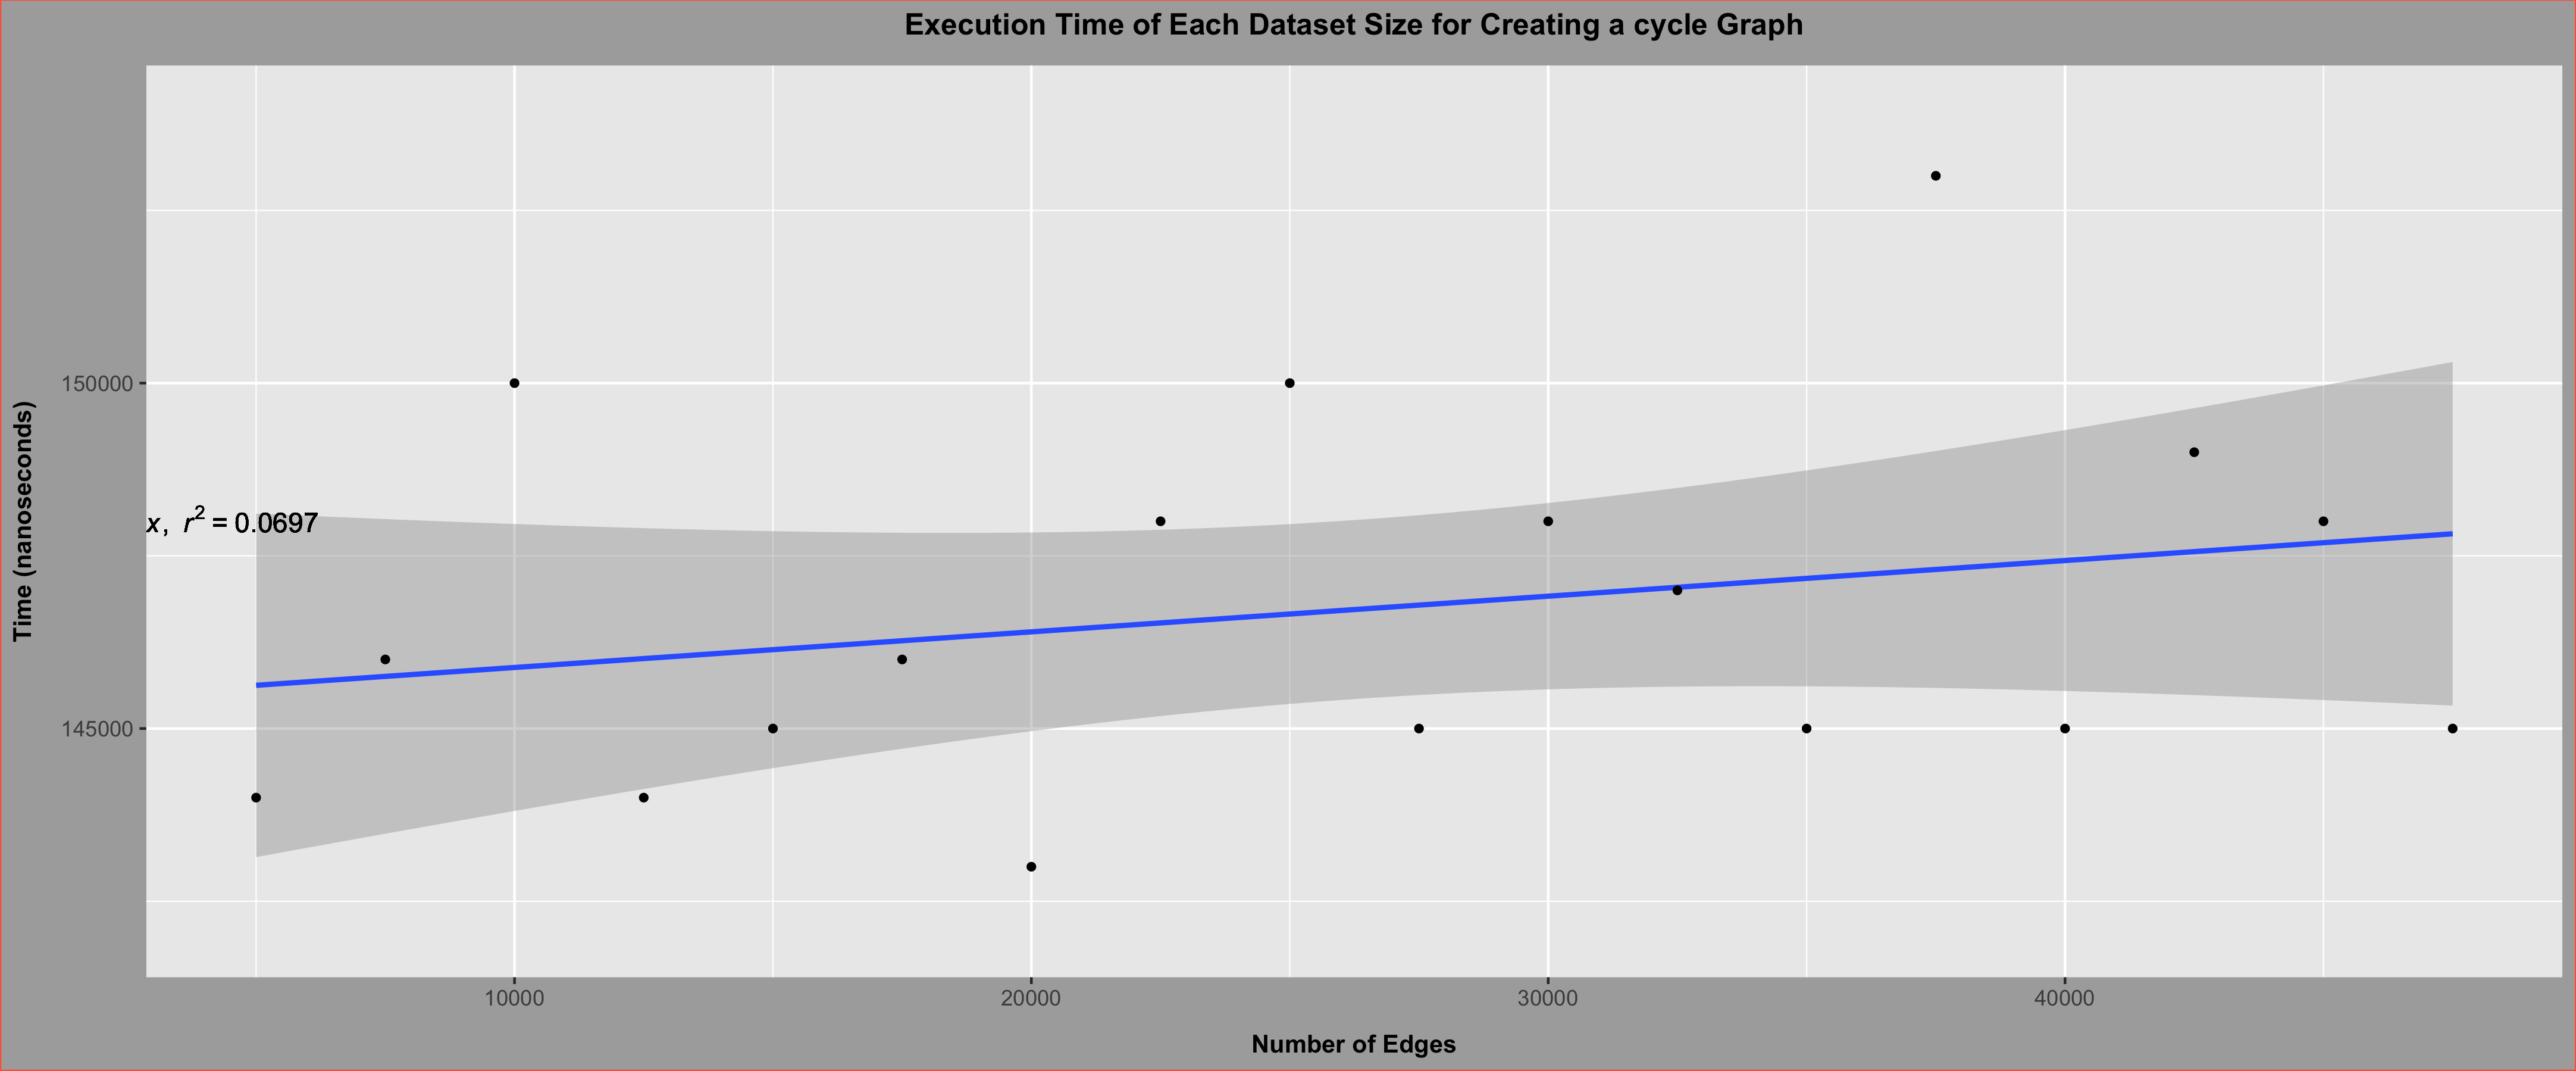 Execution Time of Each Dataset Size for Creating a cycle Graph
150000
x, r² = 0.0697
145000
Time (nanoseconds)
10000 20000 30000 40000
Number of Edges